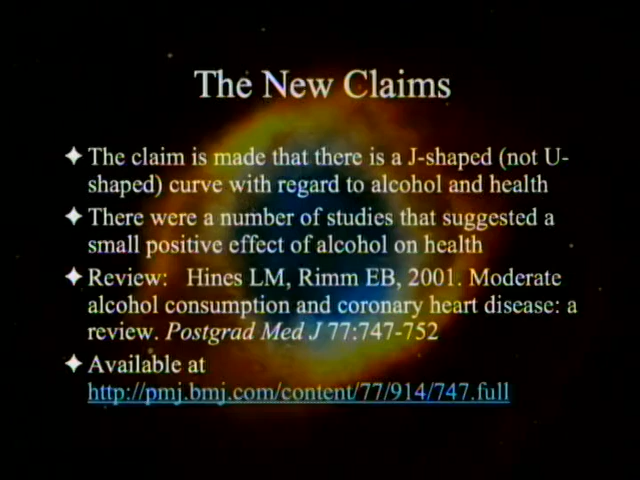 The New Claims
✦ The claim is made that there is a J-shaped (not U-
shaped) curve with regard to alcohol and health
✦ There were a number of studies that suggested a
small positive effect of alcohol on health
✦ Review:   Hines LM, Rimm EB, 2001. Moderate
alcohol consumption and coronary heart disease: a
review. Postgrad Med J 77:747-752
✦ Available at
http://pmj.bmj.com/content/77/914/747.full